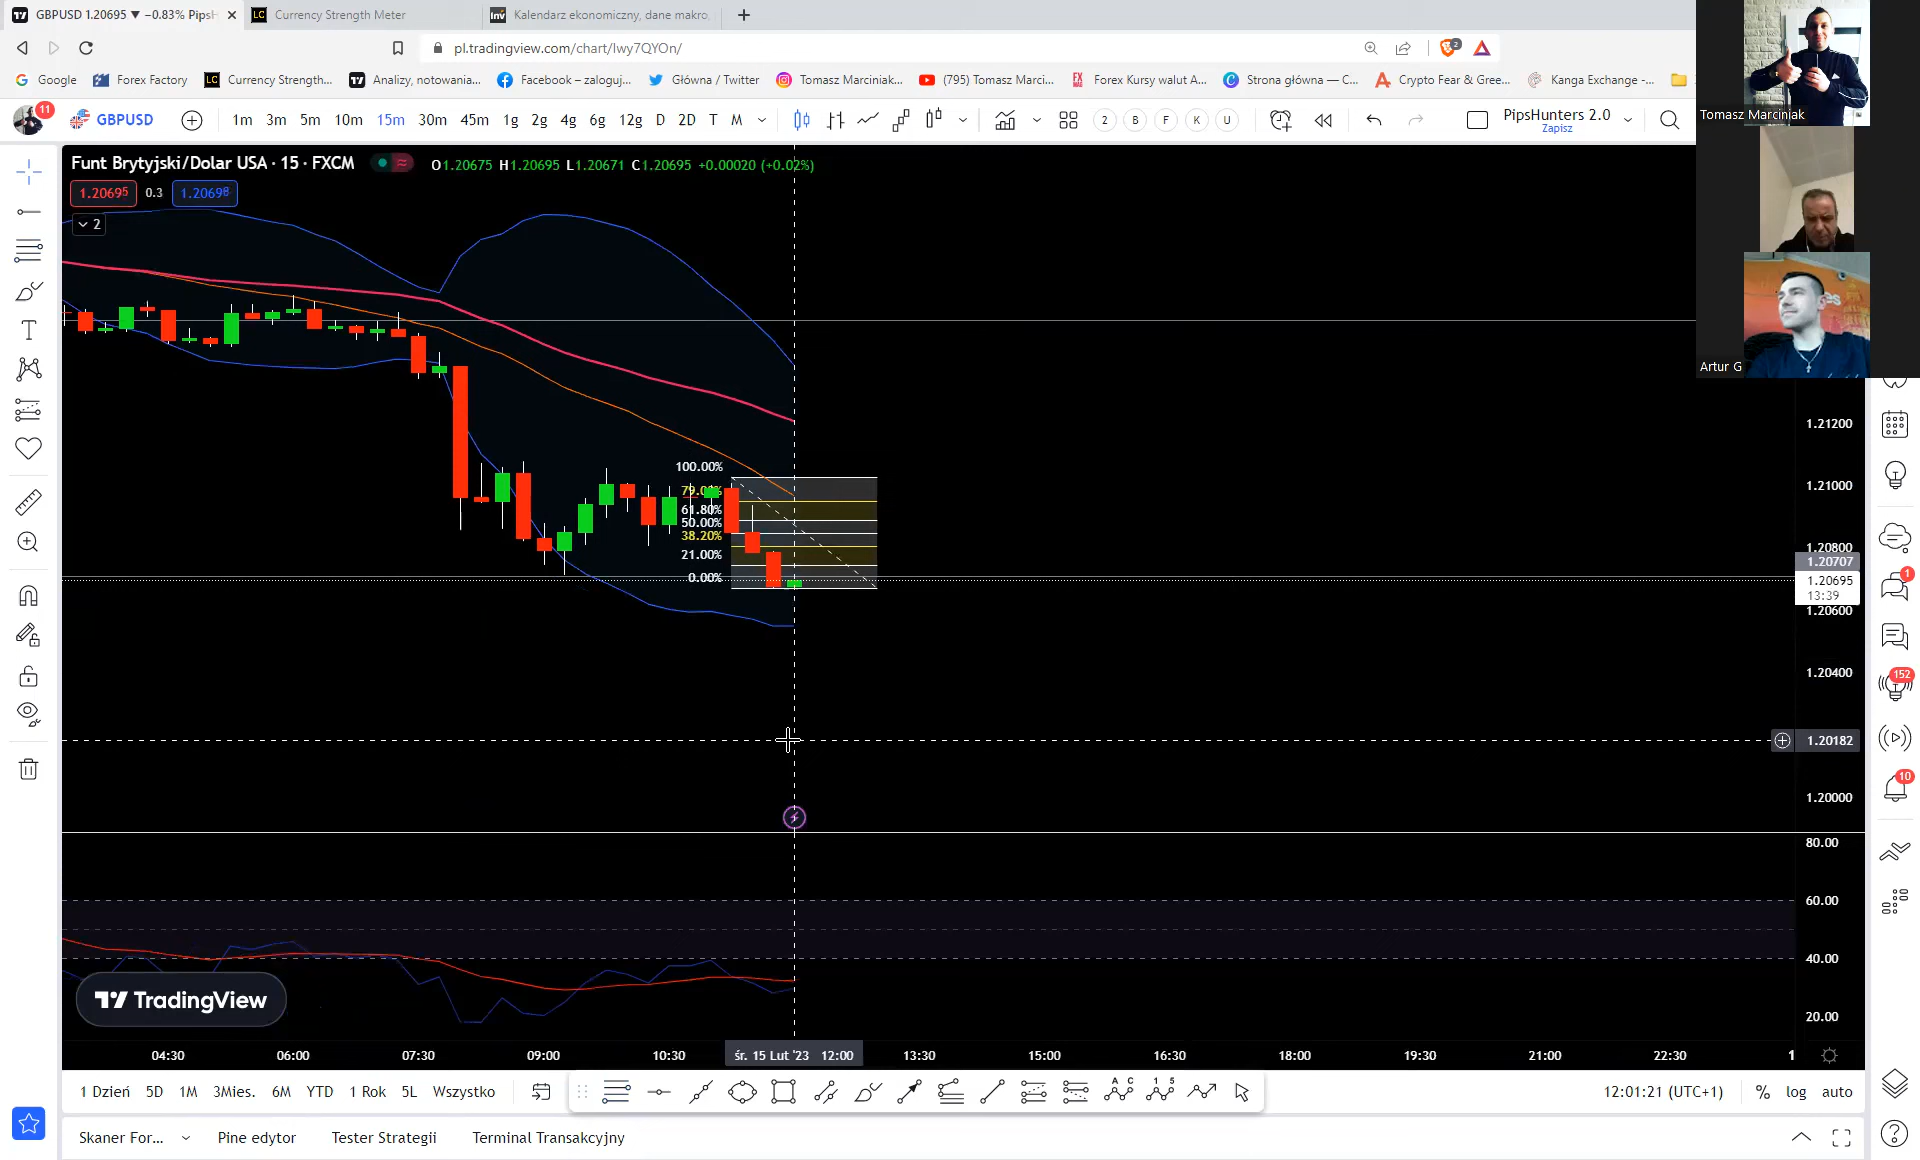 GBPUSD 1.20695 ▼ −0.83% PipsH
Currency Strength Meter
Kalendarz ekonomiczny, dane makro,
pl.tradingview.com/chart/Iwy7QYOn/
2
Google
Forex Factory
Currency Strength...
Analizy, notowania...
Facebook – zaloguj...
Główna / Twitter
Tomasz Marciniak...
(795) Tomasz Marci...
Forex Kursy walut A...
Strona główna — C...
Crypto Fear & Gree...
Kanga Exchange -...
Tomasz Marciniak
11
GBPUSD
1m 3m 5m 10m 15m 30m 45m 1g 2g 4g 6g 12g D 2D T M
2 B F K U
PipsHunters 2.0
Zapisz
Funt Brytyjski/Dolar USA · 15 · FXCM
O1.20675 H1.20695 L1.20671 C1.20695 +0.00020 (+0.02%)
1.20695 0.3 1.20698
2
Artur G
100.00%
79.00%
61.80%
50.00%
38.20%
21.00%
0.00%
1.21200
1.21000
1.20800
1.20707
1.20695
13:39
1.20600
1.20400
1.20182
1.20000
80.00
60.00
40.00
20.00
1
152
10
TradingView
04:30 06:00 07:30 09:00 10:30 śr. 15 Lut '23 12:00 13:30 15:00 16:30 18:00 19:30 21:00 22:30 1
1 Dzień 5D 1M 3Mies. 6M YTD 1 Rok 5L Wszystko
12:01:21 (UTC+1) % log auto
Skaner For... Pine edytor Tester Strategii Terminal Transakcyjny